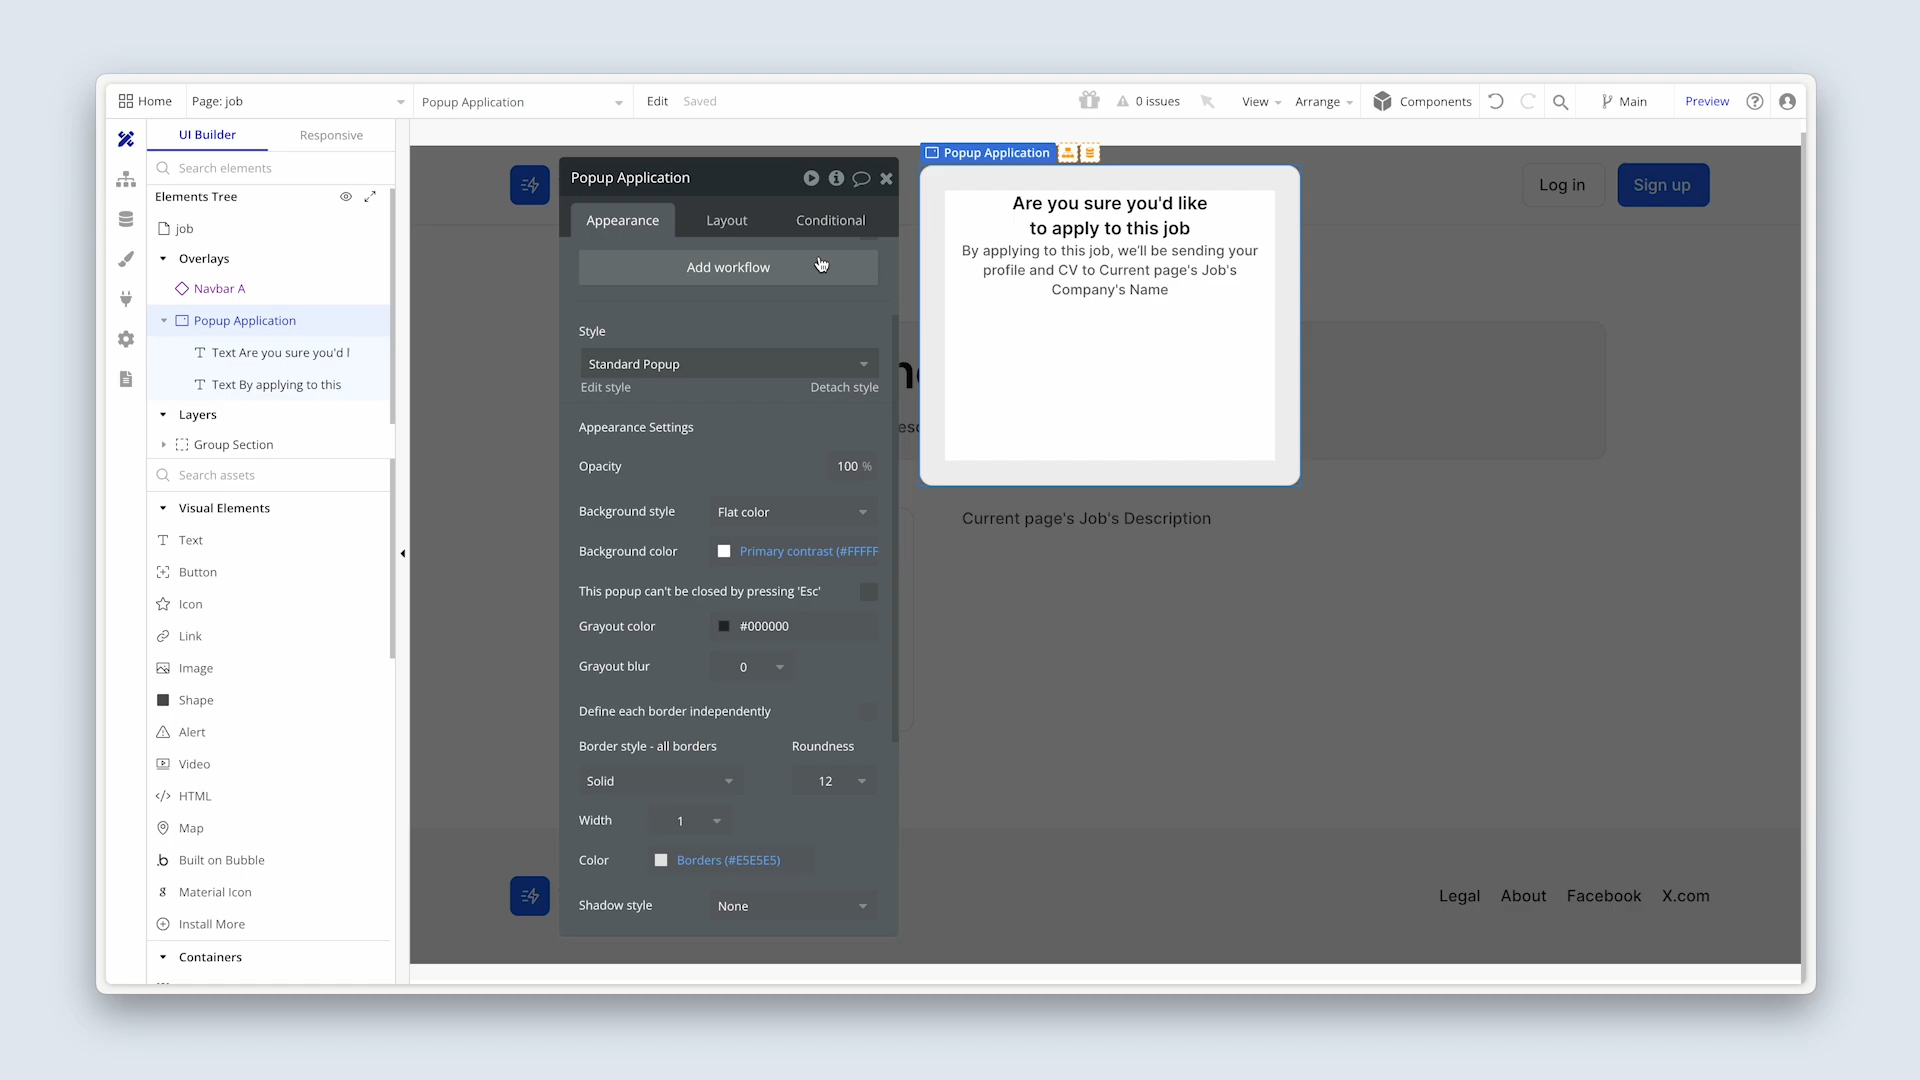 Home
Page: job
Popup Application
Edit
Saved
0 issues
View
Arrange
Components
Main
Preview
UI Builder
Responsive
Search elements
Elements Tree
job
Overlays
Navbar A
Popup Application
Text Are you sure you'd l
Text By applying to this
Layers
Group Section
Search assets
Visual Elements
Text
Button
Icon
Link
Image
Shape
Alert
Video
HTML
Map
Built on Bubble
Material Icon
Install More
Containers
Popup Application
Appearance
Layout
Conditional
Add workflow
Style
Standard Popup
Edit style
Detach style
Appearance Settings
Opacity
100 %
Background style
Flat color
Background color
Primary contrast (#FFFFF
This popup can't be closed by pressing 'Esc'
Grayout color
#000000
Grayout blur
0
Define each border independently
Border style - all borders
Roundness
Solid
12
Width
1
Color
Borders (#E5E5E5)
Shadow style
None
Popup Application
Are you sure you'd like
to apply to this job
By applying to this job, we'll be sending your
profile and CV to Current page's Job's
Company's Name
Log in
Sign up
Current page's Job's Description
Legal
About
Facebook
X.com